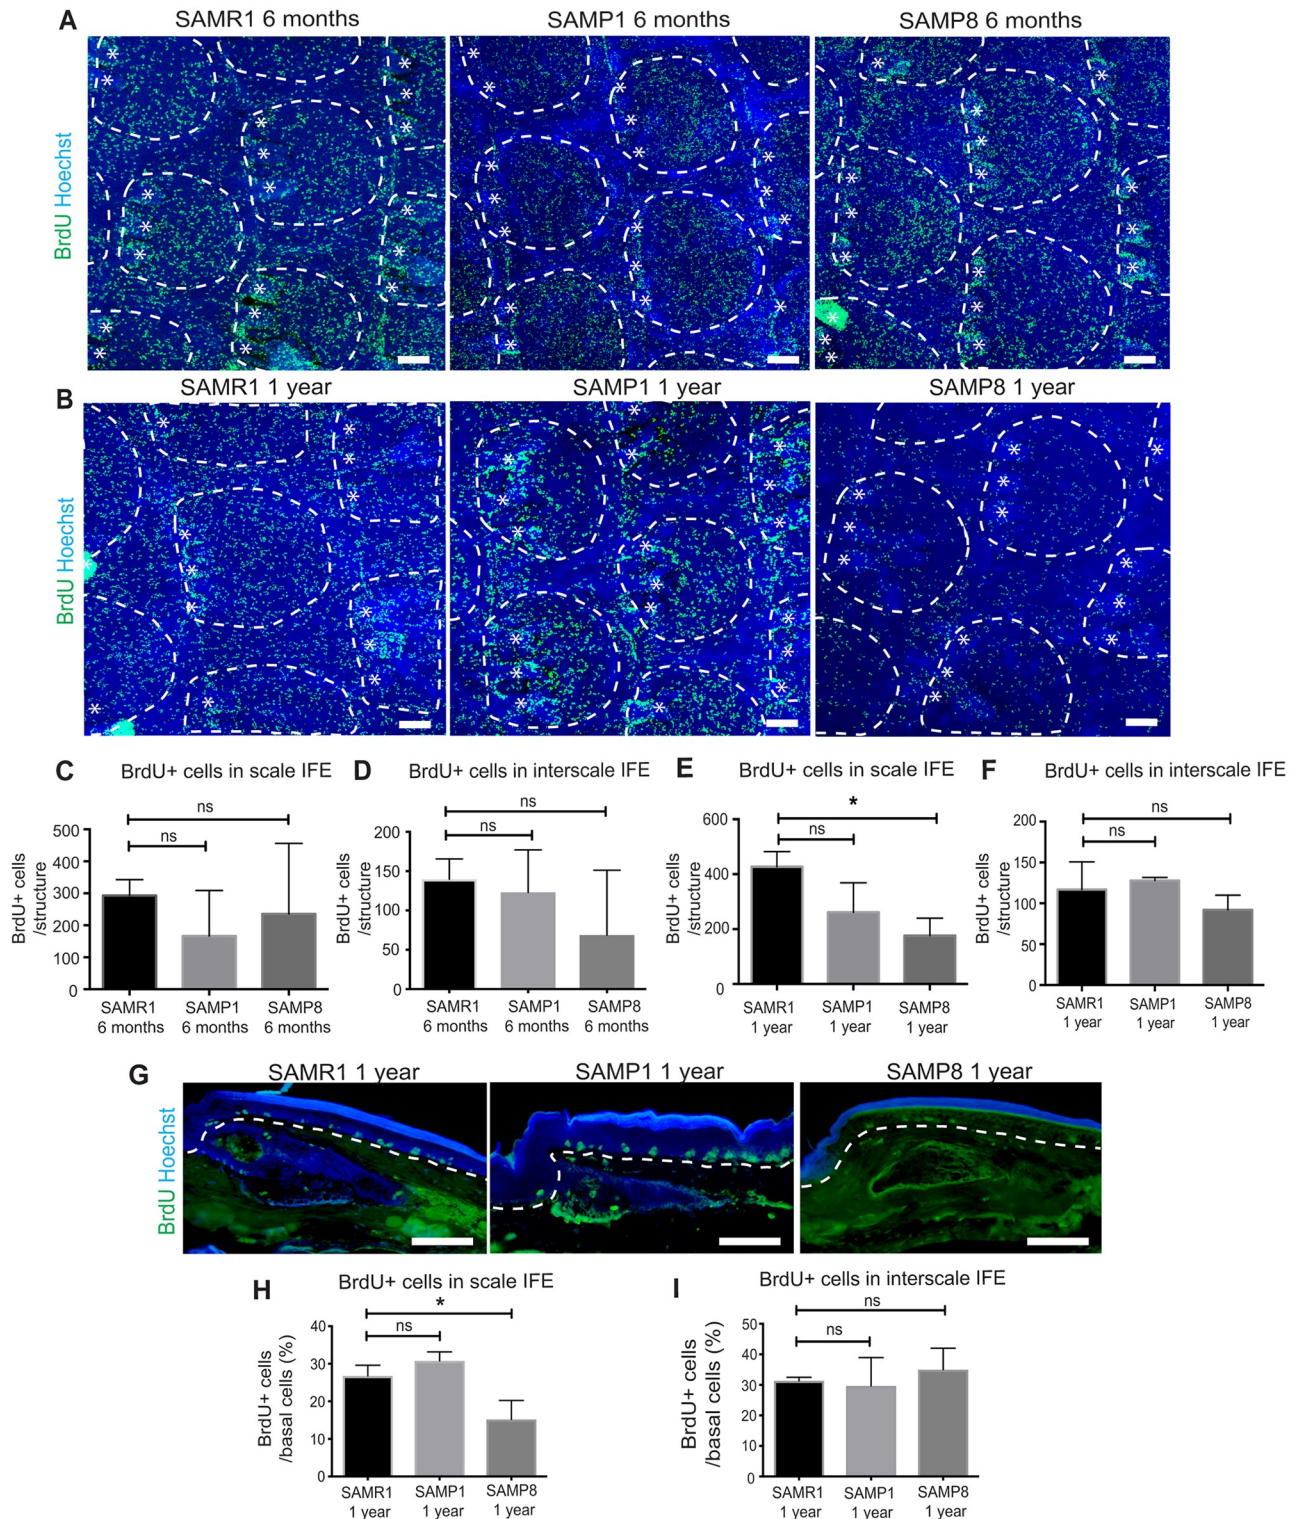 A
SAMR1 6 months
SAMP1 6 months
SAMP8 6 months
BrdU Hoechst
B
SAMR1 1 year
SAMP1 1 year
SAMP8 1 year
BrdU Hoechst
C
BrdU+ cells in scale IFE
ns
ns
BrdU+ cells
/structure
500
400
300
200
100
0
SAMR1
6 months
SAMP1
6 months
SAMP8
6 months
D
BrdU+ cells in interscale IFE
ns
ns
BrdU+ cells
/structure
200
150
100
50
0
SAMR1
6 months
SAMP1
6 months
SAMP8
6 months
E
BrdU+ cells in scale IFE
*
ns
BrdU+ cells
/structure
600
400
200
0
SAMR1
1 year
SAMP1
1 year
SAMP8
1 year
F
BrdU+ cells in interscale IFE
ns
ns
BrdU+ cells
/structure
200
150
100
50
0
SAMR1
1 year
SAMP1
1 year
SAMP8
1 year
G
SAMR1 1 year
SAMP1 1 year
SAMP8 1 year
BrdU Hoechst
H
BrdU+ cells in scale IFE
*
ns
BrdU+ cells
/basal cells (%)
40
30
20
10
0
SAMR1
1 year
SAMP1
1 year
SAMP8
1 year
I
BrdU+ cells in interscale IFE
ns
ns
BrdU+ cells
/basal cells (%)
50
40
30
20
10
0
SAMR1
1 year
SAMP1
1 year
SAMP8
1 year